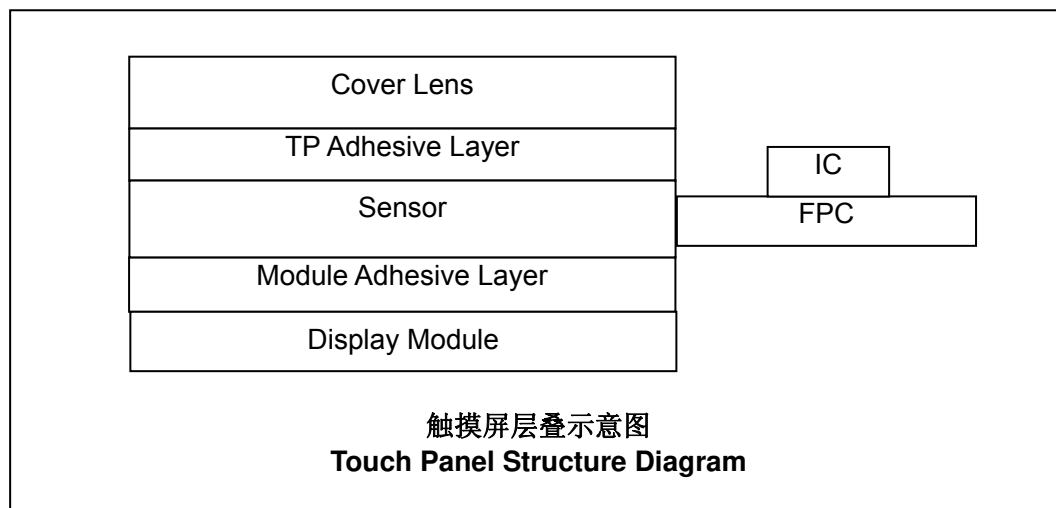 Cover Lens
TP Adhesive Layer
IC
Sensor
FPC
Module Adhesive Layer
Display Module
触摸屏层叠示意图
Touch Panel Structure Diagram